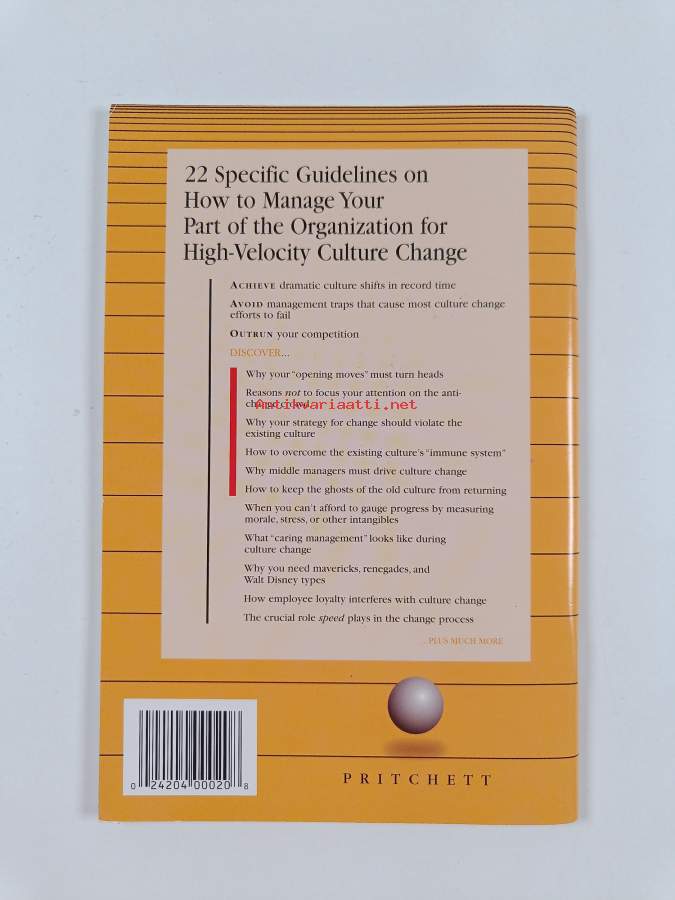 22 Specific Guidelines on
How to Manage Your
Part of the Organization for
High-Velocity Culture Change
ACHIEVE dramatic culture shifts in record time
AVOID management traps that cause most culture change
efforts to fail
OUTRUN your competition
DISCOVER...
Why your "opening moves" must turn heads
Reasons not to focus your attention on the anti-
change crowd
Antikvariaatti.net
Why your strategy for change should violate the
existing culture
How to overcome the existing culture's "immune system"
Why middle managers must drive culture change
How to keep the ghosts of the old culture from returning
When you can't afford to gauge progress by measuring
morale, stress, or other intangibles
What "caring management" looks like during
culture change
Why you need mavericks, renegades, and
Walt Disney types
How employee loyalty interferes with culture change
The crucial role speed plays in the change process
...PLUS MUCH MORE
0 24204 00020 8
PRITCHETT